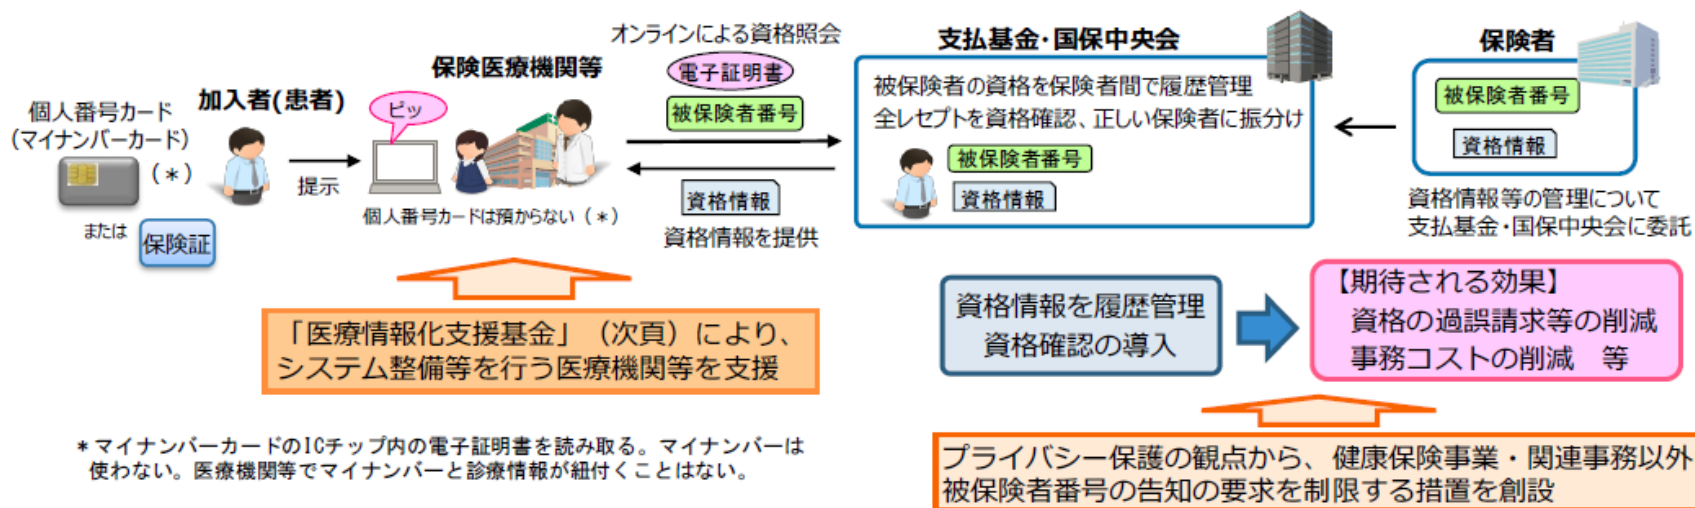 オンラインによる資格照会
支払基金・国保中央会
保険者
保険医療機関等
電子証明書
被保険者の資格を保険者間で履歴管理
全レセプトを資格確認、正しい保険者に振分け
被保険者番号
個人番号カード
(マイナンバーカード)
(*)
加入者(患者)
ピッ
被保険者番号
提示
被保険者番号
資格情報
資格情報
または
保険証
個人番号カードは預からない(*)
資格情報
資格情報を提供
資格情報等の管理について
支払基金・国保中央会に委託
「医療情報化支援基金」(次頁)により、
システム整備等を行う医療機関等を支援
資格情報を履歴管理
資格確認の導入
【期待される効果】
資格の過誤請求等の削減
事務コストの削減 等
*マイナンバーカードのICチップ内の電子証明書を読み取る。マイナンバーは
使わない。医療機関等でマイナンバーと診療情報が紐付くことはない。
プライバシー保護の観点から、健康保険事業・関連事務以外
被保険者番号の告知の要求を制限する措置を創設